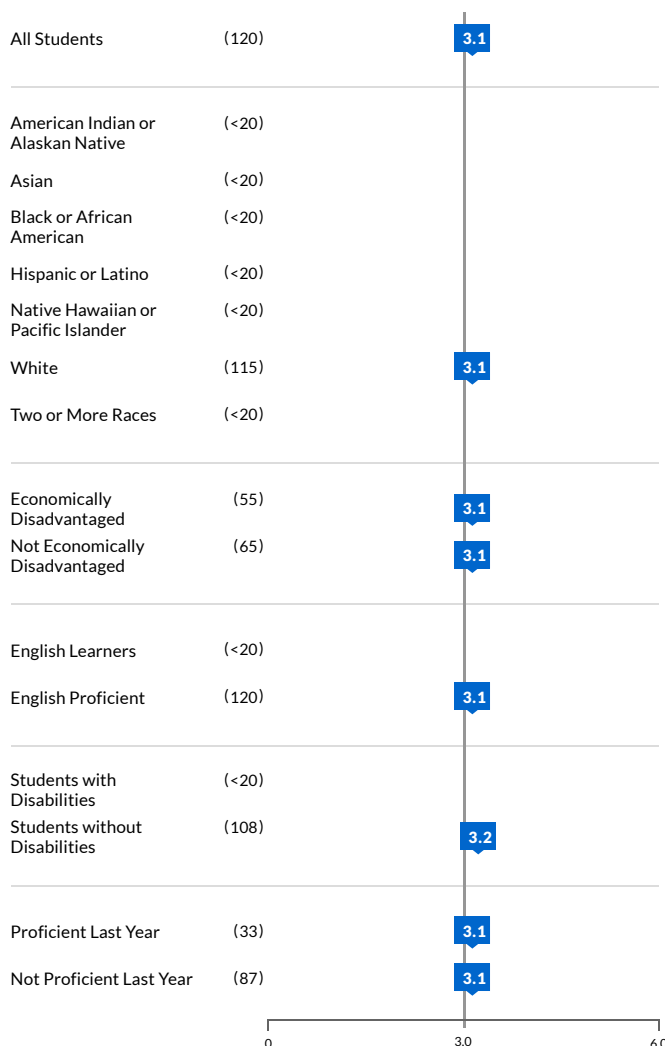 All Students (120) 3.1
American Indian or (<20)
Alaskan Native
Asian (<20)
Black or African (<20)
American
Hispanic or Latino (<20)
Native Hawaiian or (<20)
Pacific Islander
White (115) 3.1
Two or More Races (<20)
Economically (55) 3.1
Disadvantaged
Not Economically (65) 3.1
Disadvantaged
English Learners (<20)
English Proficient (120) 3.1
Students with (<20)
Disabilities
Students without (108) 3.2
Disabilities
Proficient Last Year (33) 3.1
Not Proficient Last Year (87) 3.1
0 3.0 6.0